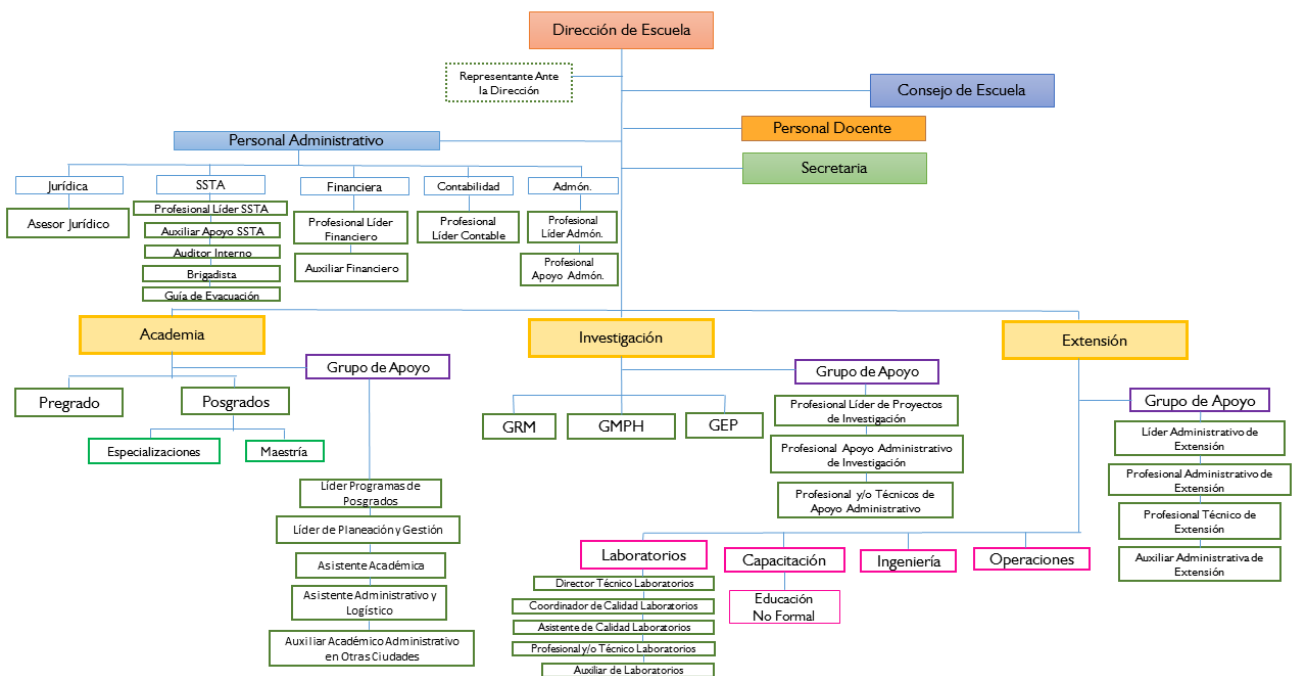 Dirección de Escuela
Representante Ante
la Dirección
Consejo de Escuela
Personal Docente
Personal Administrativo
Secretaria
Jurídica
SSTA
Financiera
Contabilidad
Admón.
Asesor Jurídico
Profesional Líder SSTA
Auxiliar Apoyo SSTA
Auditor Interno
Brigadista
Guía de Evacuación
Profesional Líder
Financiero
Auxiliar Financiero
Profesional
Líder Contable
Profesional
Líder Admón.
Profesional
Apoyo Admón.
Academia
Investigación
Extensión
Grupo de Apoyo
Pregrado
Posgrados
Especializaciones
Maestría
Líder Programas de
Posgrados
Líder de Planeación y Gestión
Asistente Académica
Asistente Administrativo y
Logístico
Auxiliar Académico Administrativo
en Otras Ciudades
Grupo de Apoyo
GRM
GMPH
GEP
Profesional Líder de Proyectos
de Investigación
Profesional Apoyo Administrativo
de Investigación
Profesional y/o Técnicos de
Apoyo Administrativo
Grupo de Apoyo
Líder Administrativo de
Extensión
Profesional Administrativo de
Extensión
Profesional Técnico de
Extensión
Auxiliar Administrativa de
Extensión
Laboratorios
Capacitación
Ingeniería
Operaciones
Director Técnico Laboratorios
Coordinador de Calidad Laboratorios
Asistente de Calidad Laboratorios
Profesional y/o Técnico Laboratorios
Auxiliar de Laboratorios
Educación
No Formal